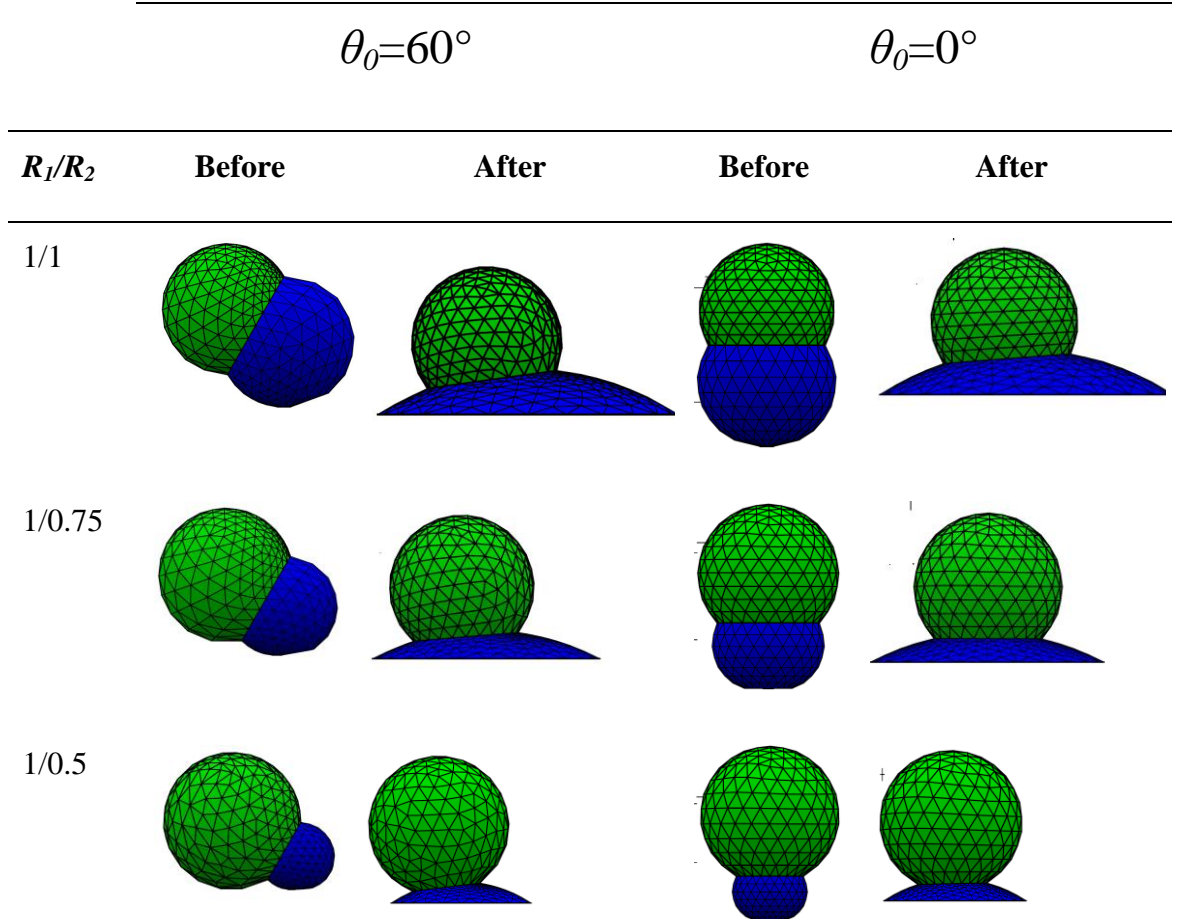 θ₀=60° θ₀=0°
R₁/R₂ Before After Before After
1/1
1/0.75
1/0.5